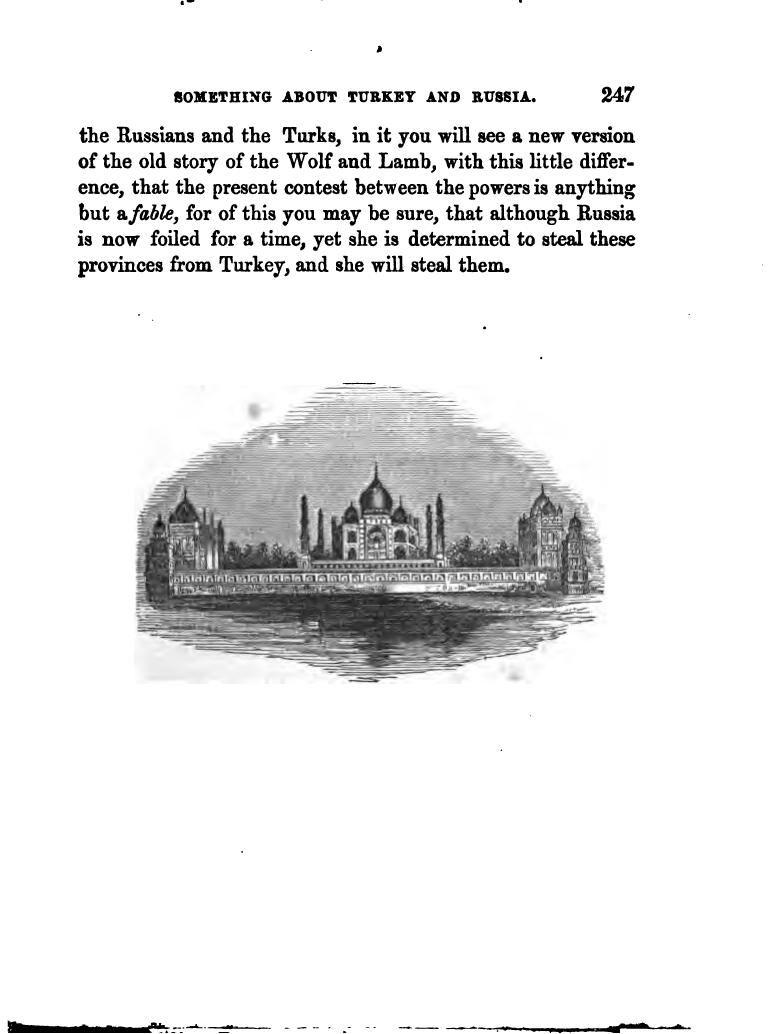 SOMETHING ABOUT TURKEY AND RUSSIA. 247
the Russians and the Turks, in it you will see a new version
of the old story of the Wolf and Lamb, with this little differ-
ence, that the present contest between the powers is anything
but a fable, for of this you may be sure, that although Russia
is now foiled for a time, yet she is determined to steal these
provinces from Turkey, and she will steal them.